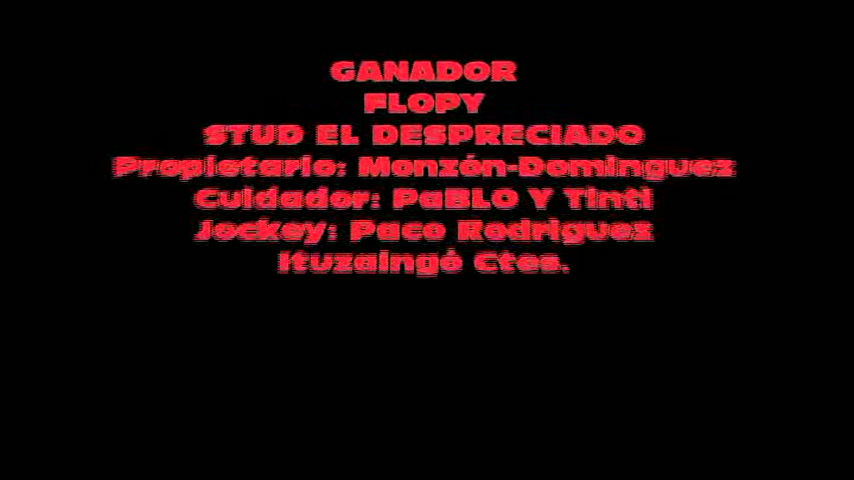 GANADOR
FLOPY
STUD EL DESPRECIADO
Propietario: Monzón-Dominguez
Cuidador: PaBLO Y Tinti
Jockey: Paco Rodriguez
Ituzaingó Ctes.